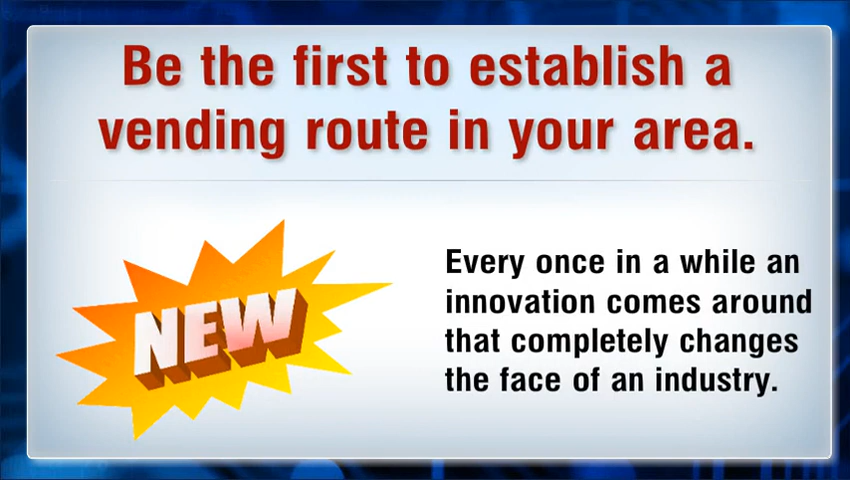 Be the first to establish a
vending route in your area.
NEW
Every once in a while an
innovation comes around
that completely changes
the face of an industry.